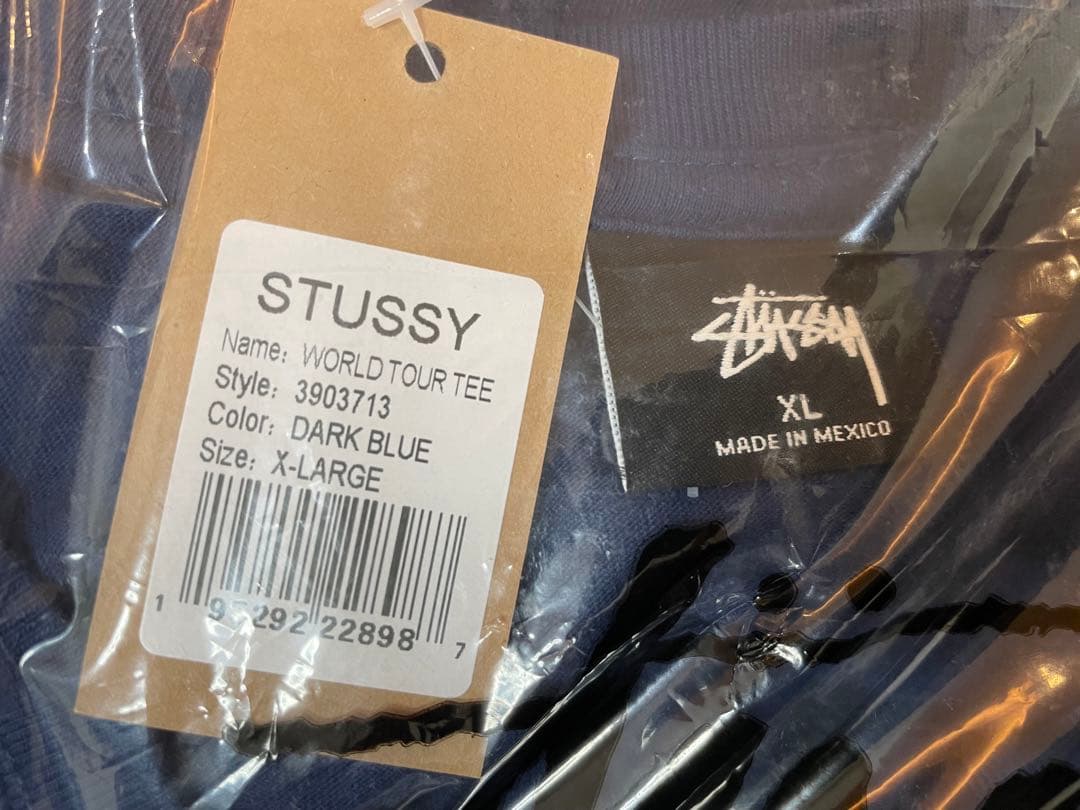 STUSSY
Name: WORLD TOUR TEE
Style: 3903713
Color: DARK BLUE
Size: X-LARGE
1 95292 22898 7
Stüssy
XL
MADE IN MEXICO